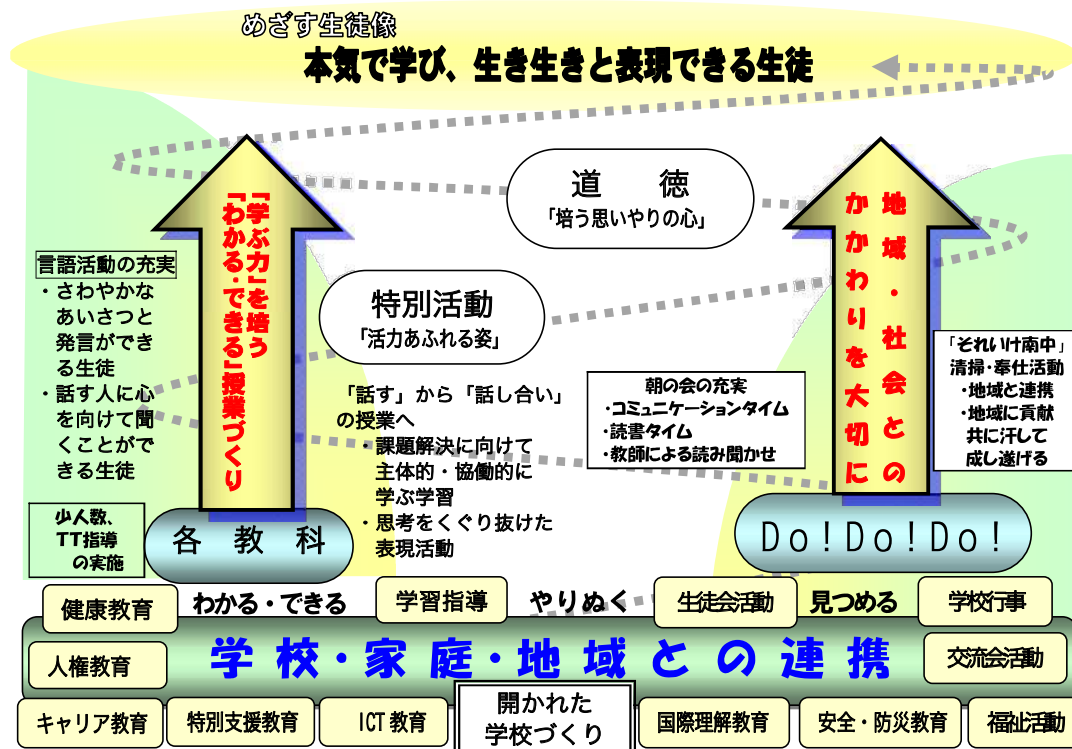 めざす生徒像
本気で学び、生き生きと表現できる生徒
道　徳
「培う思いやりの心」
特別活動
「活力あふれる姿」
「学ぶ力」を培う
「わかる・できる」授業づくり
地域・社会との
かかわりを大切に
言語活動の充実
・さわやかな
あいさつと
発言ができ
る生徒
・話す人に心
を向けて聞
くことがで
きる生徒
「話す」から「話し合い」
の授業へ
・課題解決に向けて
主体的・協働的に
学ぶ学習
・思考をくぐり抜けた
表現活動
朝の会の充実
・コミュニケーションタイム
・読書タイム
・教師による読み聞かせ
「それいけ南中」
清掃・奉仕活動
・地域と連携
・地域に貢献
共に汗して
成し遂げる
少人数、
TT指導
の実施
各　教　科
Do！Do！Do！
健康教育
わかる・できる
学習指導
やりぬく
生徒会活動
見つめる
学校行事
人権教育
学校・家庭・地域との連携
交流会活動
キャリア教育
特別支援教育
ICT教育
開かれた
学校づくり
国際理解教育
安全・防災教育
福祉活動